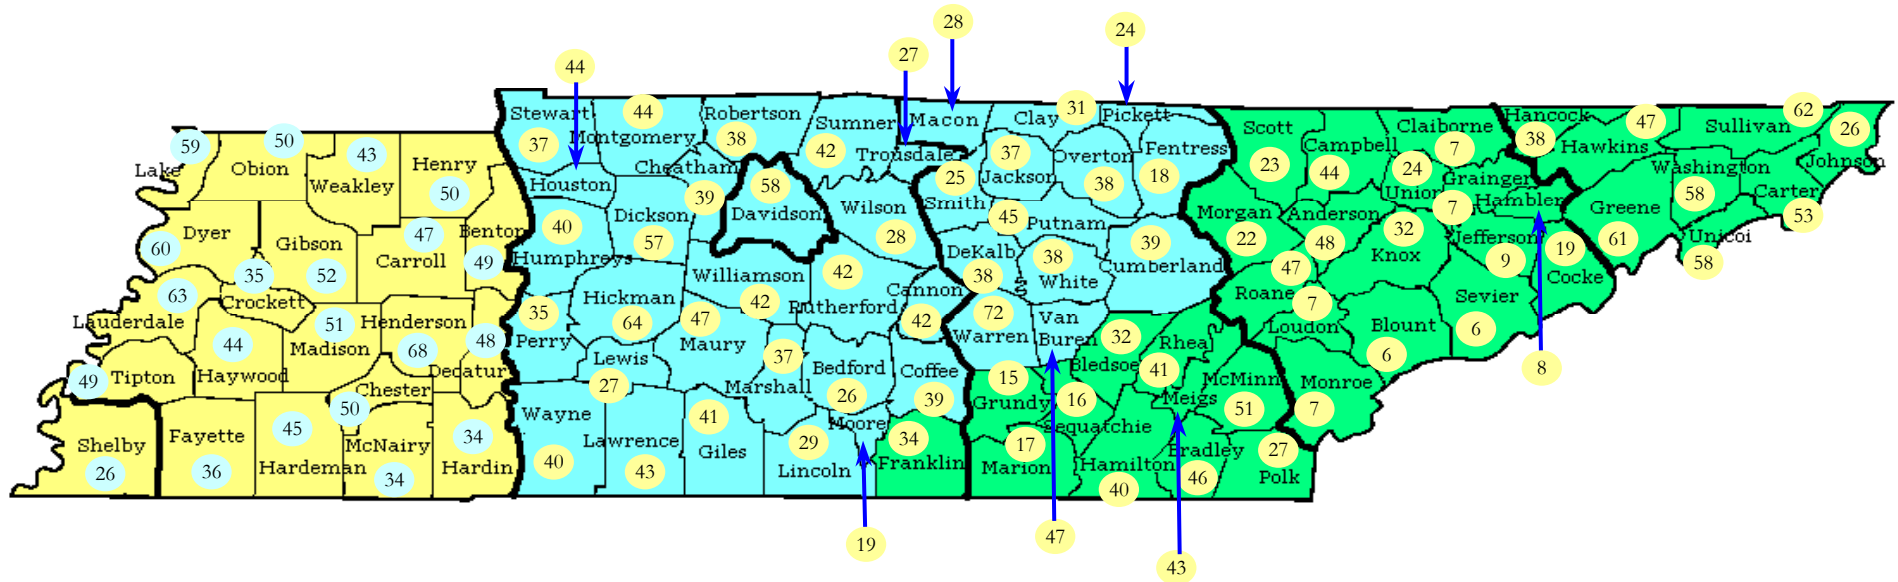 28
24
27
44
Stewart
44
Robertson
31
Pickett
62
Montgomery
Sumner
Macon
Clay
Scott
Claiborne
Hancock
47
Sullivan
26
59
50
43
37
38
42
Trousdale
37
Overton
Fentress
Campbell
7
38
Hawkins
Johnson
Lake
Obion
Weakley
Henry
Cheatham
58
25
Jackson
38
18
23
44
24
Grainger
Washington
50
Houston
39
Davidson
Smith
Union
7
Hamblen
58
Carter
Dyer
Gibson
47
Benton
40
Dickson
Wilson
45
Putnam
Morgan
Anderson
32
Jefferson
Greene
53
60
35
52
Carroll
49
Humphreys
57
28
DeKalb
38
39
22
48
Knox
9
19
61
Unicoi
58
63
Crockett
Hickman
Williamson
42
Cannon
38
White
Cumberland
47
Roane
Sevier
Cocke
Lauderdale
51
Henderson
48
35
64
47
42
Rutherford
42
72
Van
Buren
32
Rhea
7
Loudon
Blount
6
44
Madison
68
Perry
Lewis
Maury
37
Bedford
Warren
Bledsoe
41
McMinn
6
49
Tipton
Haywood
Chester
Decatur
27
Marshall
26
Coffee
39
15
Grundy
16
Meigs
51
Monroe
7
8
Shelby
26
Fayette
36
45
Hardeman
50
McNairy
34
34
Hardin
Wayne
40
Lawrence
43
41
Giles
29
Lincoln
Moore
34
Franklin
17
Marion
Sequatchie
Hamilton
40
Bradley
46
27
Polk
19
47
43